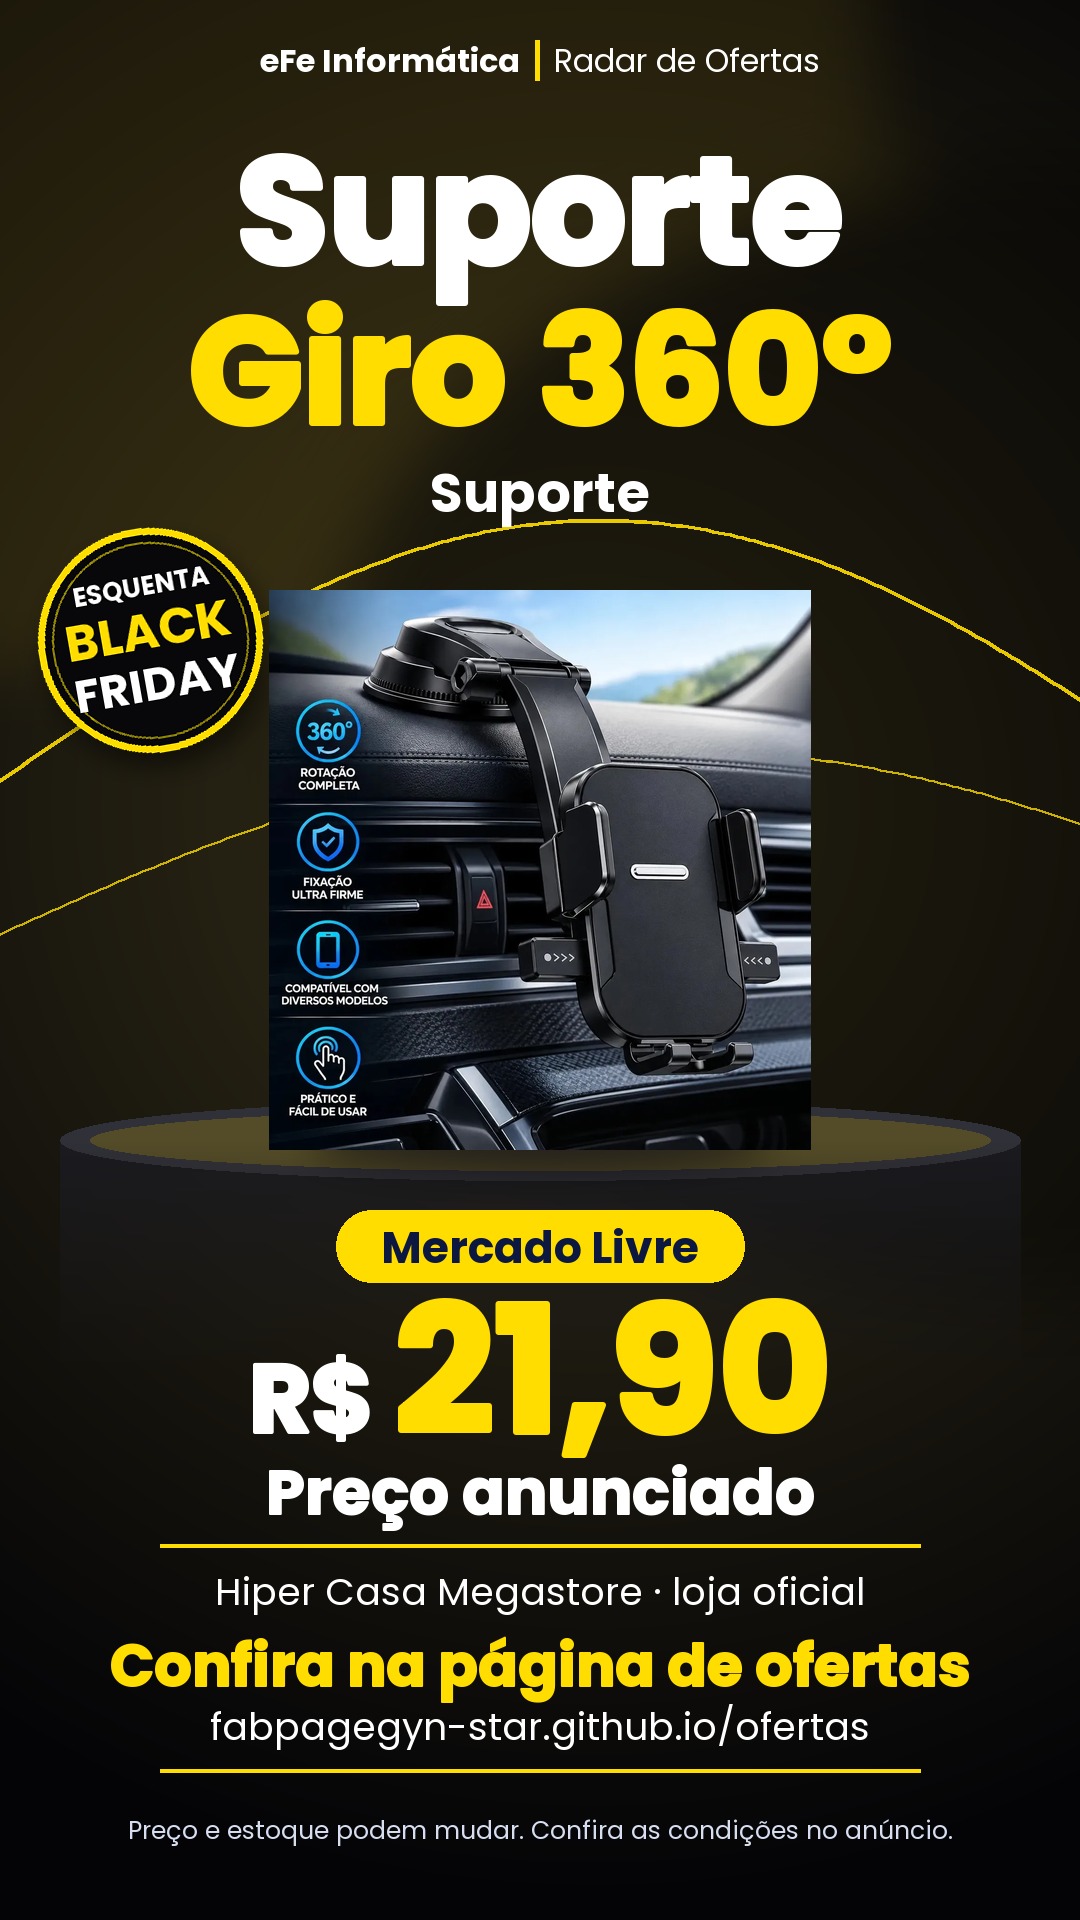 eFe Informática | Radar de Ofertas
Suporte
Giro 360º
Suporte
ESQUENTA
BLACK
FRIDAY
360°
ROTAÇÃO
COMPLETA
FIXAÇÃO
ULTRA FIRME
COMPATÍVEL COM
DIVERSOS MODELOS
PRÁTICO E
FÁCIL DE USAR
Mercado Livre
R$ 21,90
Preço anunciado
Hiper Casa Megastore · loja oficial
Confira na página de ofertas
fabpagegyn-star.github.io/ofertas
Preço e estoque podem mudar. Confira as condições no anúncio.